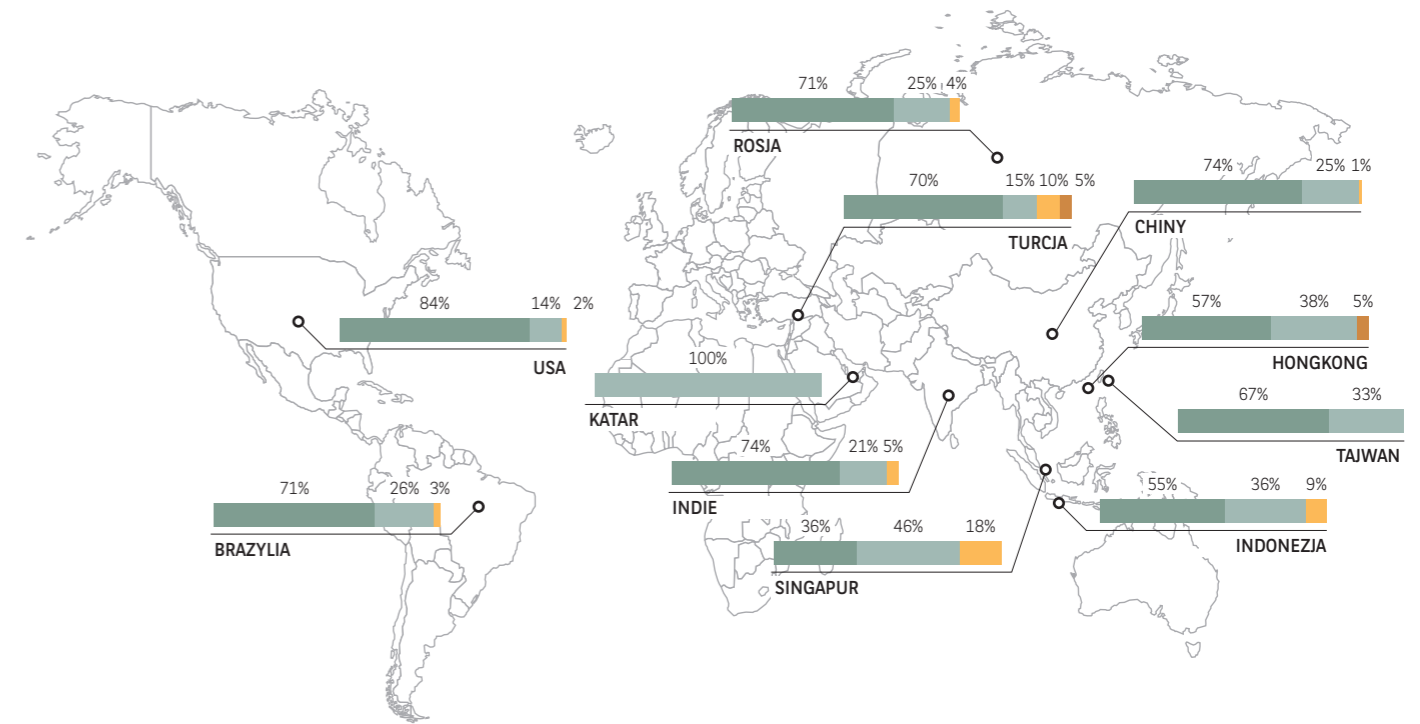 71% 25% 4%
ROSJA
70% 15% 10% 5%
TURCJA
74% 25% 1%
CHINY
84% 14% 2%
USA
57% 38% 5%
HONGKONG
100%
KATAR
67% 33%
TAJWAN
74% 21% 5%
INDIE
71% 26% 3%
BRAZYLIA
55% 36% 9%
INDONEZJA
36% 46% 18%
SINGAPUR